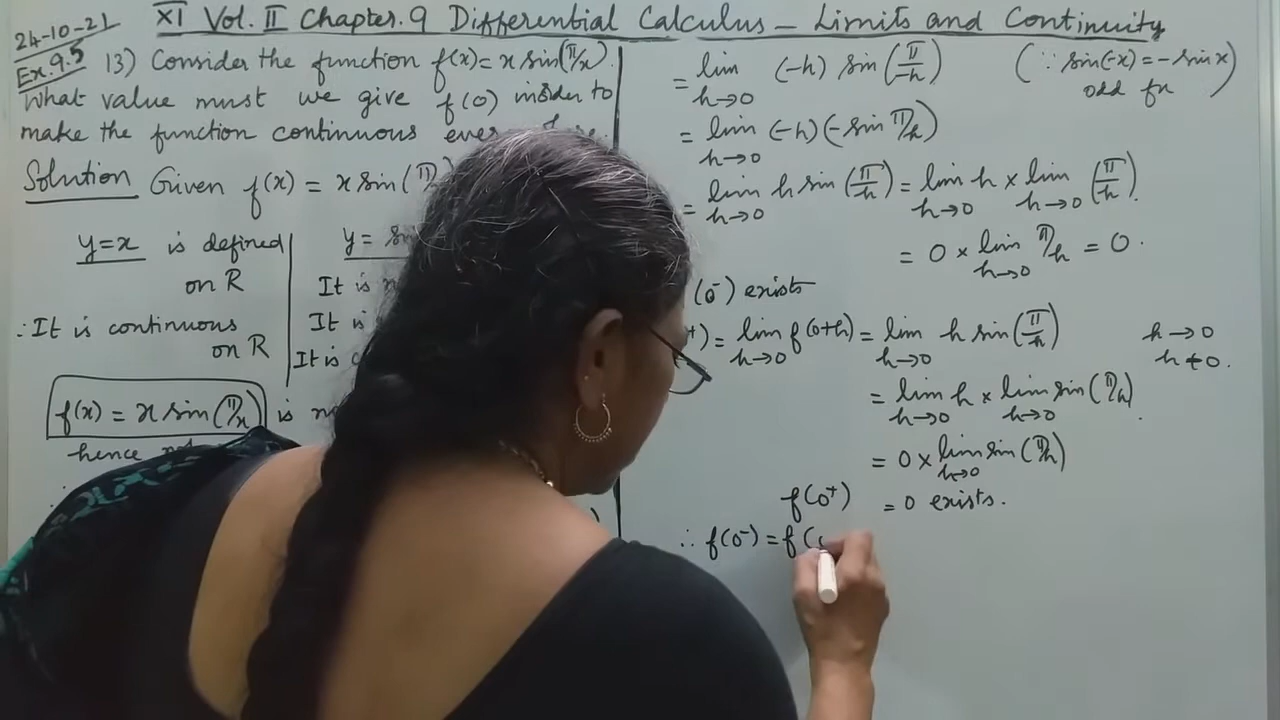 24-10-21
XI Vol. II Chapter. 9 Differential Calculus – Limits and Continuity
Ex. 9.5
13) Consider the function f(x) = x sin(π/x).
What value must we give f(0) inorder to
make the function continuous
Solution Given f(x) = x sin(π
y=x is defined
on R
∴ It is continuous
on R
y =
It is
It is
It is
f(x) = x sin(π/x) is
hence
= lim h→0 (-h) sin(π/-h) (∵ sin(-x) = -sin x odd fn)
= lim h→0 (-h)(-sin π/h)
= lim h→0 h sin(π/h) = lim h→0 h × lim h→0 (π/h).
= 0 × lim h→0 π/h = 0.
(0⁻) exists
⁺) = lim h→0 f(0+h) = lim h→0 h sin(π/h) h→0
h≠0.
= lim h→0 h × lim h→0 sin(π/h).
= 0 × lim h→0 sin(π/h)
f(0⁺) = 0 exists.
∴ f(0⁻) = f(